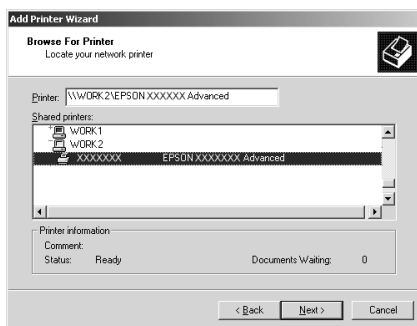 Add Printer Wizard
Browse For Printer
Locate your network printer
Printer: \\WORK2\EPSON XXXXXX Advanced
Shared printers:
WORK1
WORK2
XXXXXXX EPSON XXXXXXX Advanced
Printer information
Comment:
Status: Ready Documents Waiting: 0
< Back Next > Cancel